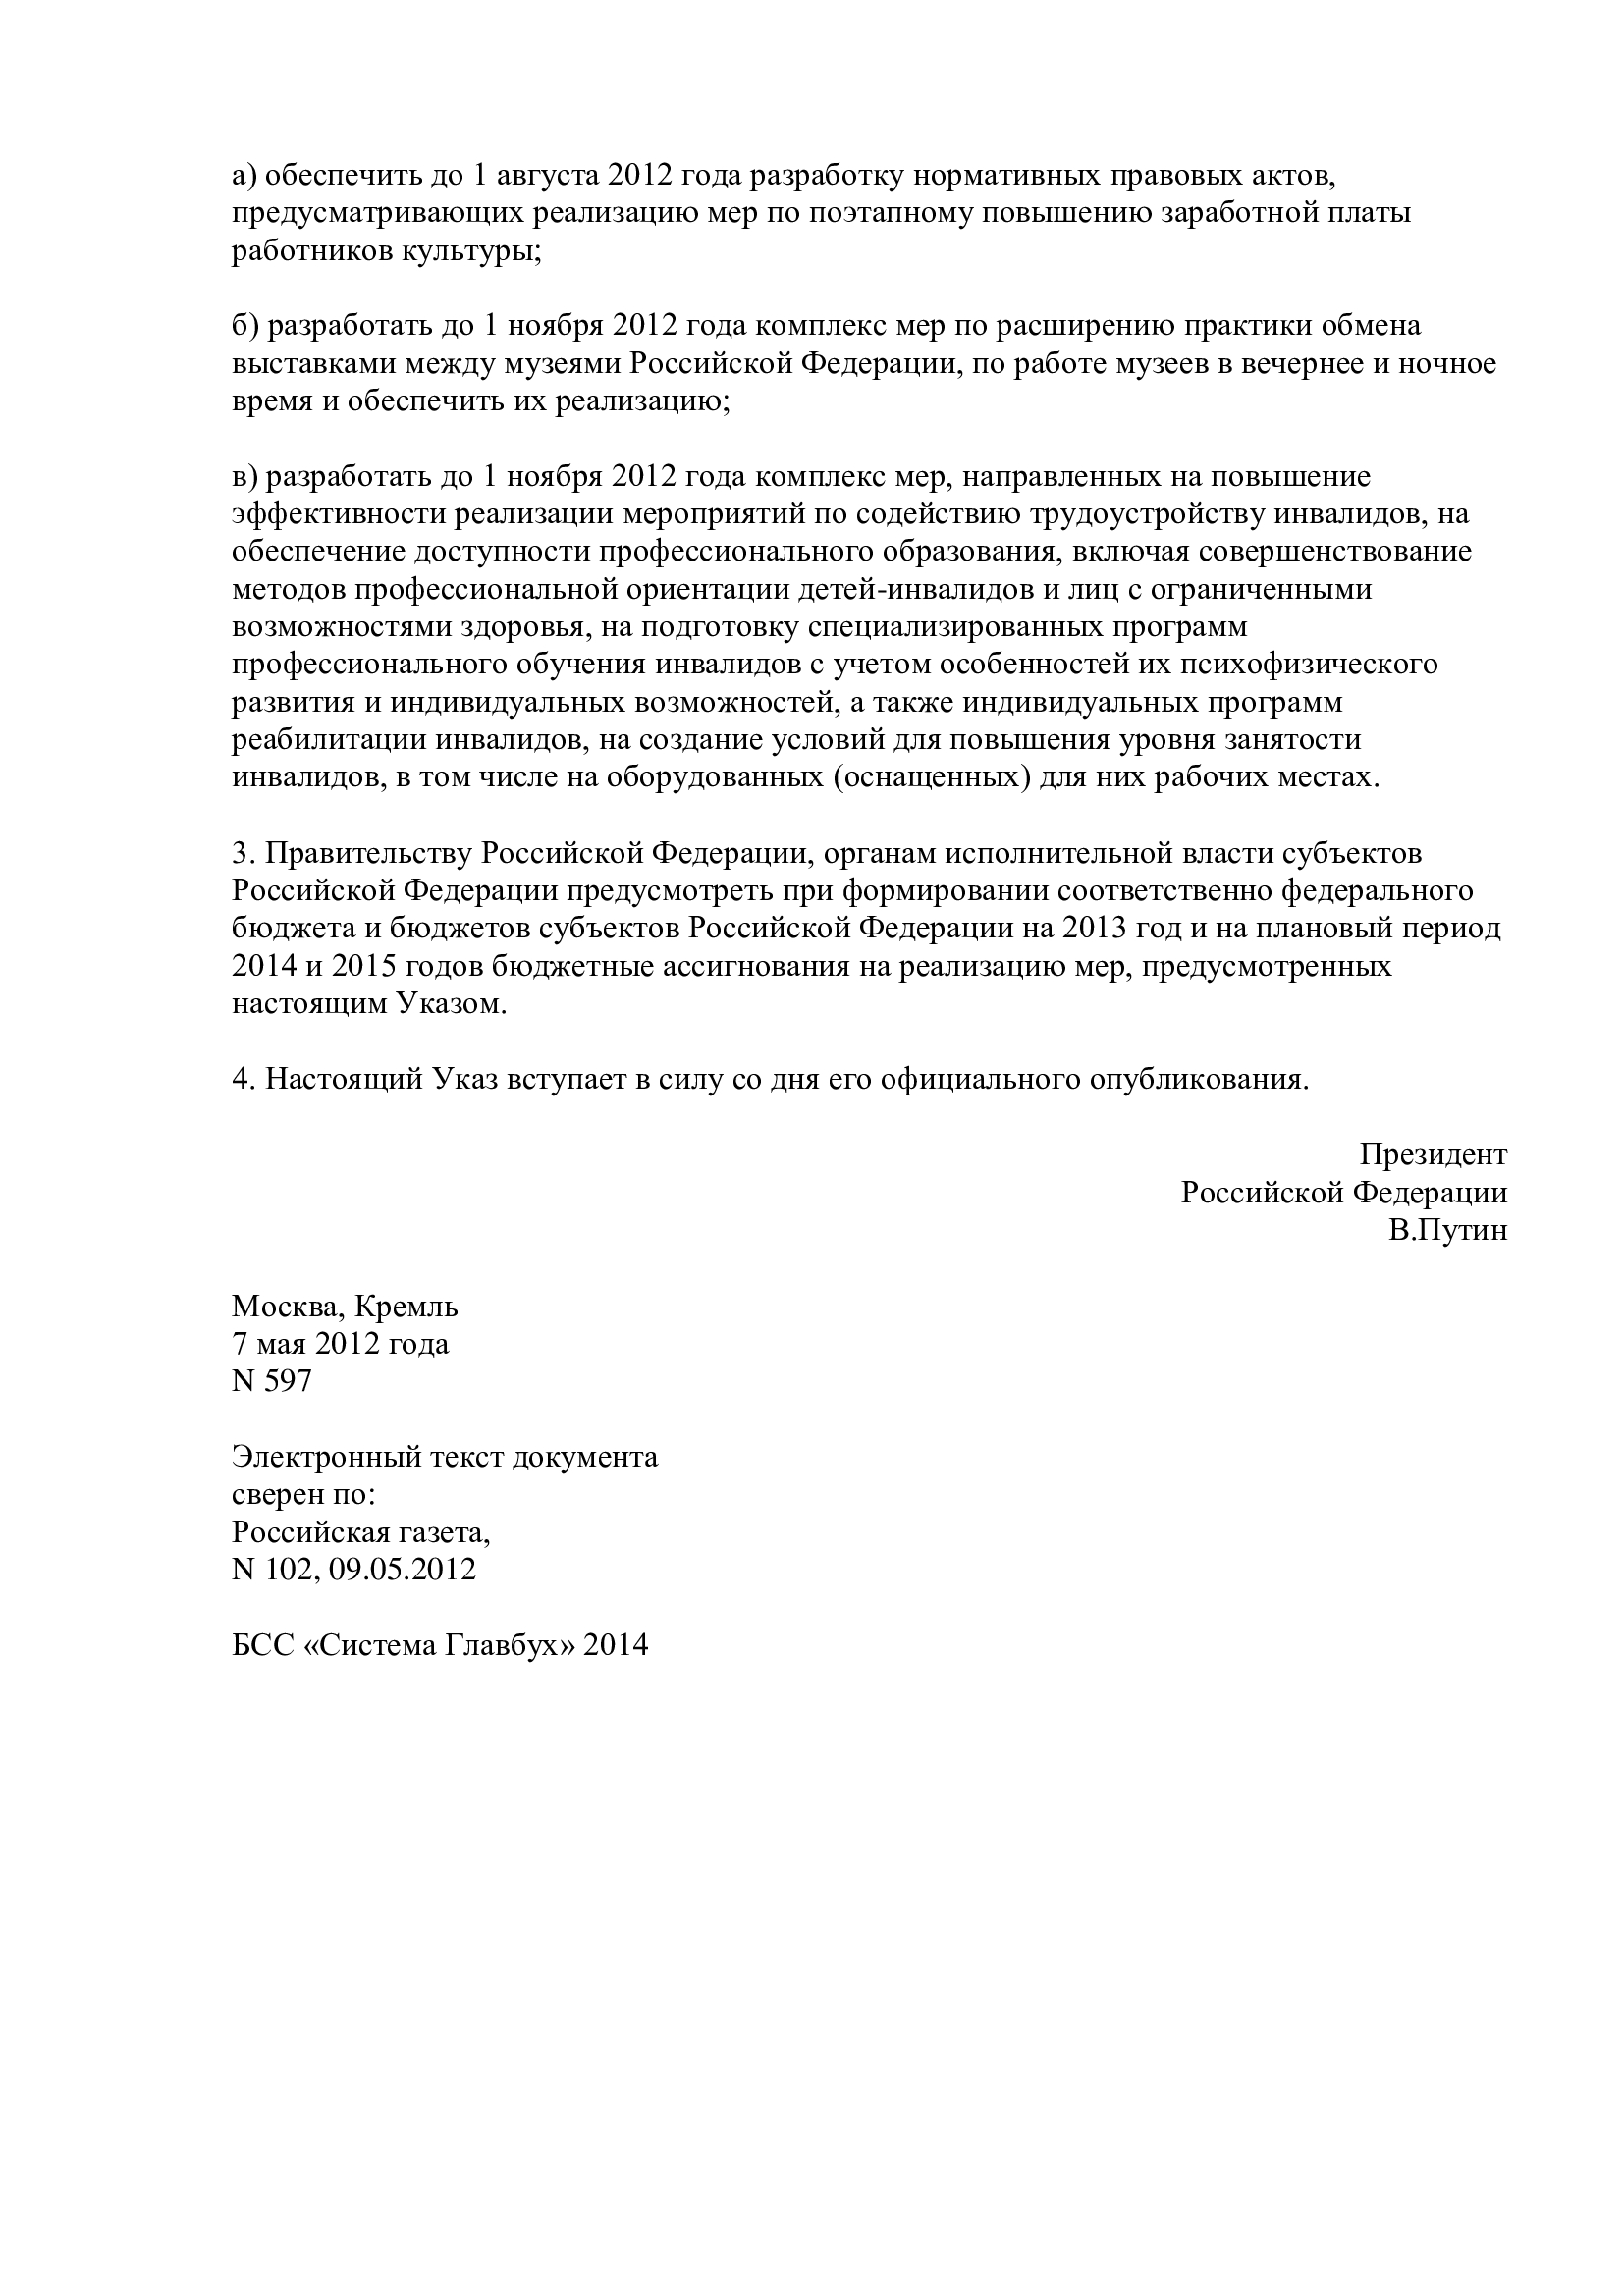 а) обеспечить до 1 августа 2012 года разработку нормативных правовых актов,
предусматривающих реализацию мер по поэтапному повышению заработной платы
работников культуры;
б) разработать до 1 ноября 2012 года комплекс мер по расширению практики обмена
выставками между музеями Российской Федерации, по работе музеев в вечернее и ночное
время и обеспечить их реализацию;
в) разработать до 1 ноября 2012 года комплекс мер, направленных на повышение
эффективности реализации мероприятий по содействию трудоустройству инвалидов, на
обеспечение доступности профессионального образования, включая совершенствование
методов профессиональной ориентации детей-инвалидов и лиц с ограниченными
возможностями здоровья, на подготовку специализированных программ
профессионального обучения инвалидов с учетом особенностей их психофизического
развития и индивидуальных возможностей, а также индивидуальных программ
реабилитации инвалидов, на создание условий для повышения уровня занятости
инвалидов, в том числе на оборудованных (оснащенных) для них рабочих местах.
3. Правительству Российской Федерации, органам исполнительной власти субъектов
Российской Федерации предусмотреть при формировании соответственно федерального
бюджета и бюджетов субъектов Российской Федерации на 2013 год и на плановый период
2014 и 2015 годов бюджетные ассигнования на реализацию мер, предусмотренных
настоящим Указом.
4. Настоящий Указ вступает в силу со дня его официального опубликования.
Президент
Российской Федерации
В.Путин
Москва, Кремль
7 мая 2012 года
N 597
Электронный текст документа
сверен по:
Российская газета,
N 102, 09.05.2012
БСС «Система Главбух» 2014